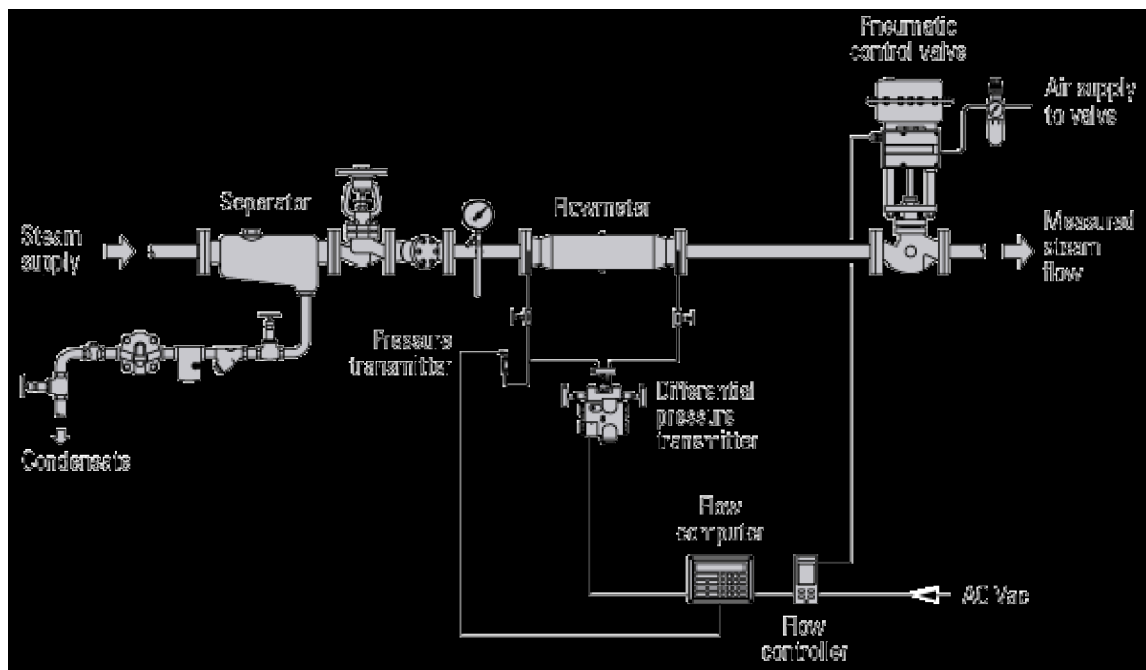 Pneumatic
control valve
Air supply
to valve
Separator
Flowmeter
Steam
supply
Measured
steam
flow
Pressure
transmitter
Differential
pressure
transmitter
Condensate
Flow
computer
AC Vac
Flow
controller